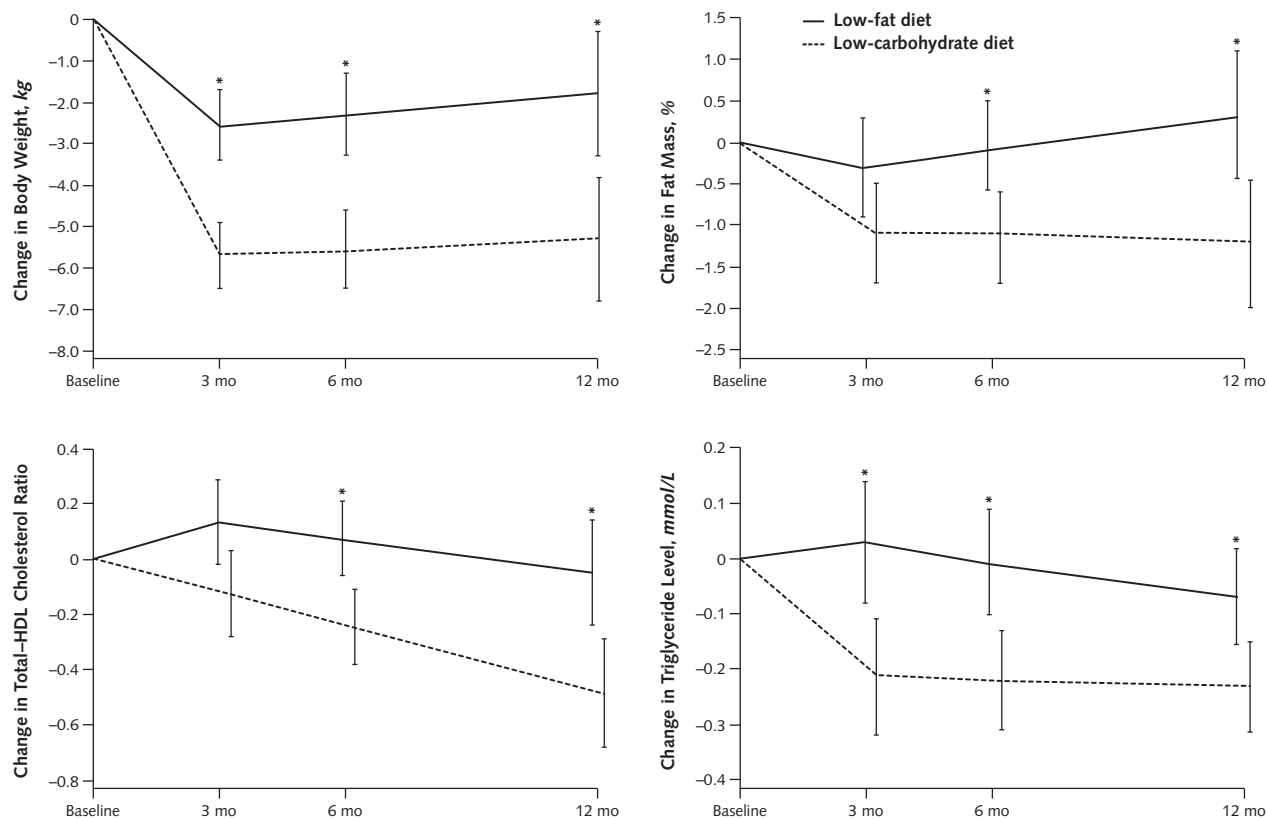 Change in Body Weight, kg
0
–1.0
–2.0
–3.0
–4.0
–5.0
–6.0
–7.0
–8.0
*
*
*
Baseline
3 mo
6 mo
12 mo
Low-fat diet
Low-carbohydrate diet
Change in Fat Mass, %
1.5
1.0
0.5
0
–0.5
–1.0
–1.5
–2.0
–2.5
*
*
Baseline
3 mo
6 mo
12 mo
Change in Total–HDL Cholesterol Ratio
0.4
0.2
0
–0.2
–0.4
–0.6
–0.8
*
*
Baseline
3 mo
6 mo
12 mo
Change in Triglyceride Level, mmol/L
0.2
0.1
0
–0.1
–0.2
–0.3
–0.4
*
*
*
Baseline
3 mo
6 mo
12 mo